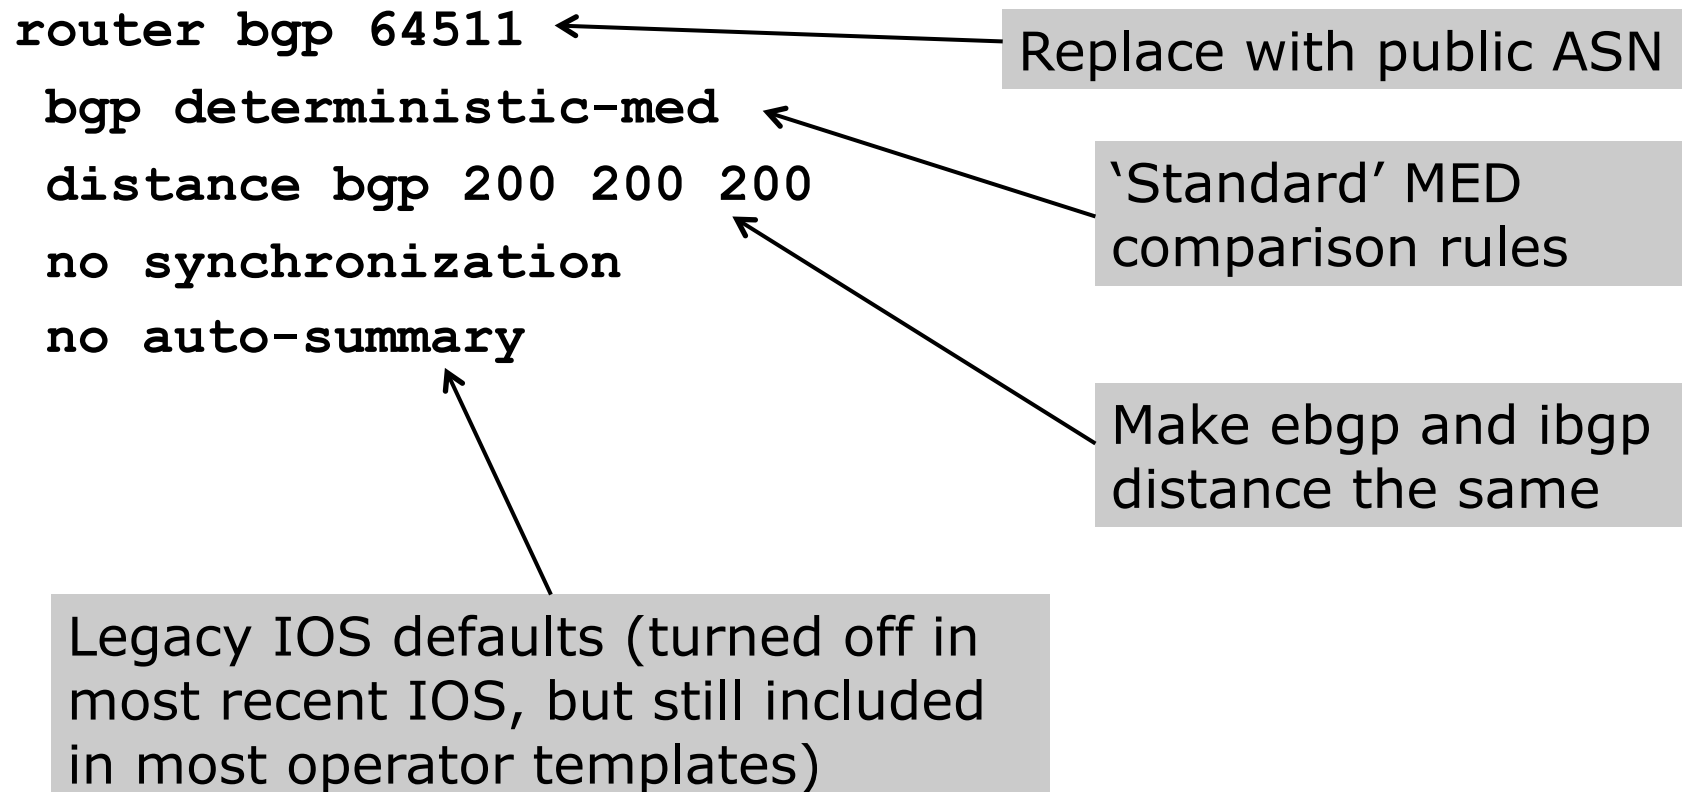 router bgp 64511
bgp deterministic-med
distance bgp 200 200 200
no synchronization
no auto-summary
Replace with public ASN
‘Standard’ MED
comparison rules
Make ebgp and ibgp
distance the same
Legacy IOS defaults (turned off in
most recent IOS, but still included
in most operator templates)